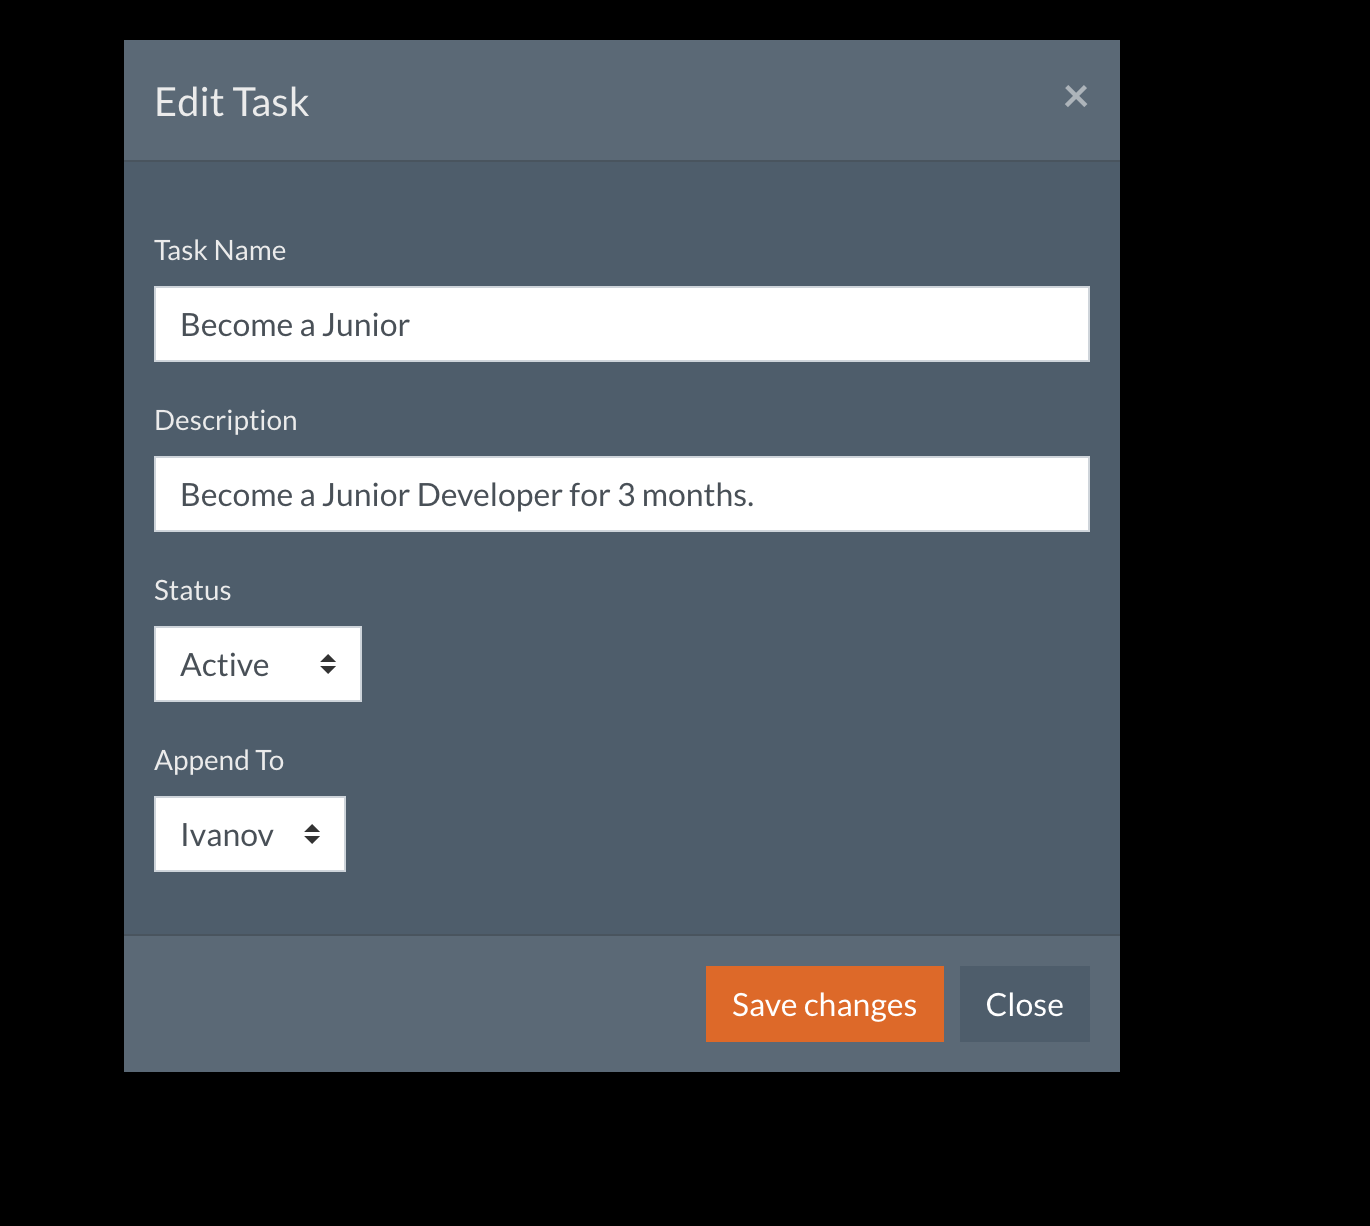 Edit Task
Task Name
Become a Junior
Description
Become a Junior Developer for 3 months.
Status
Active
Append To
Ivanov
Save changes
Close